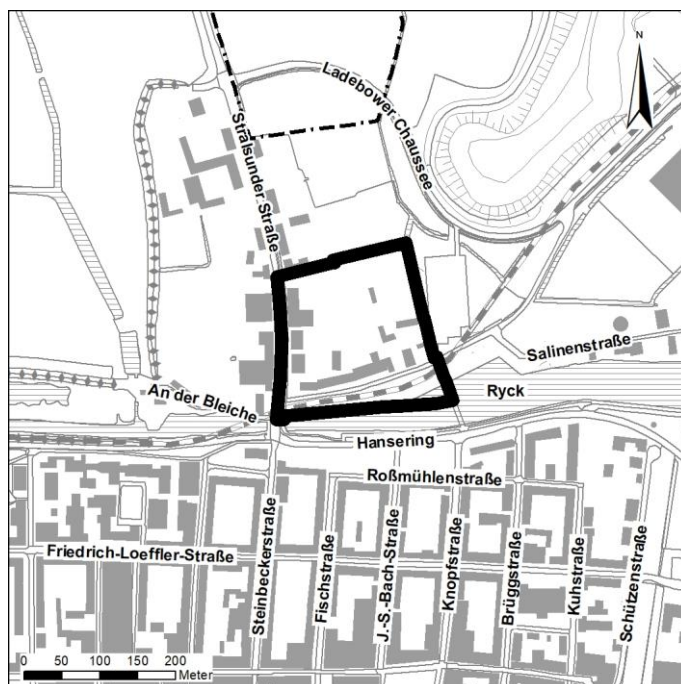 N
Ladebower Chaussee
Stralsunder Straße
Salinenstraße
An der Bleiche
Ryck
Hansering
Roßmühlenstraße
Friedrich-Loeffler-Straße
Steinbeckerstraße
Fischstraße
J.-S.-Bach-Straße
Knopfstraße
Brüggstraße
Kuhstraße
Schützenstraße
0 50 100 150 200
Meter